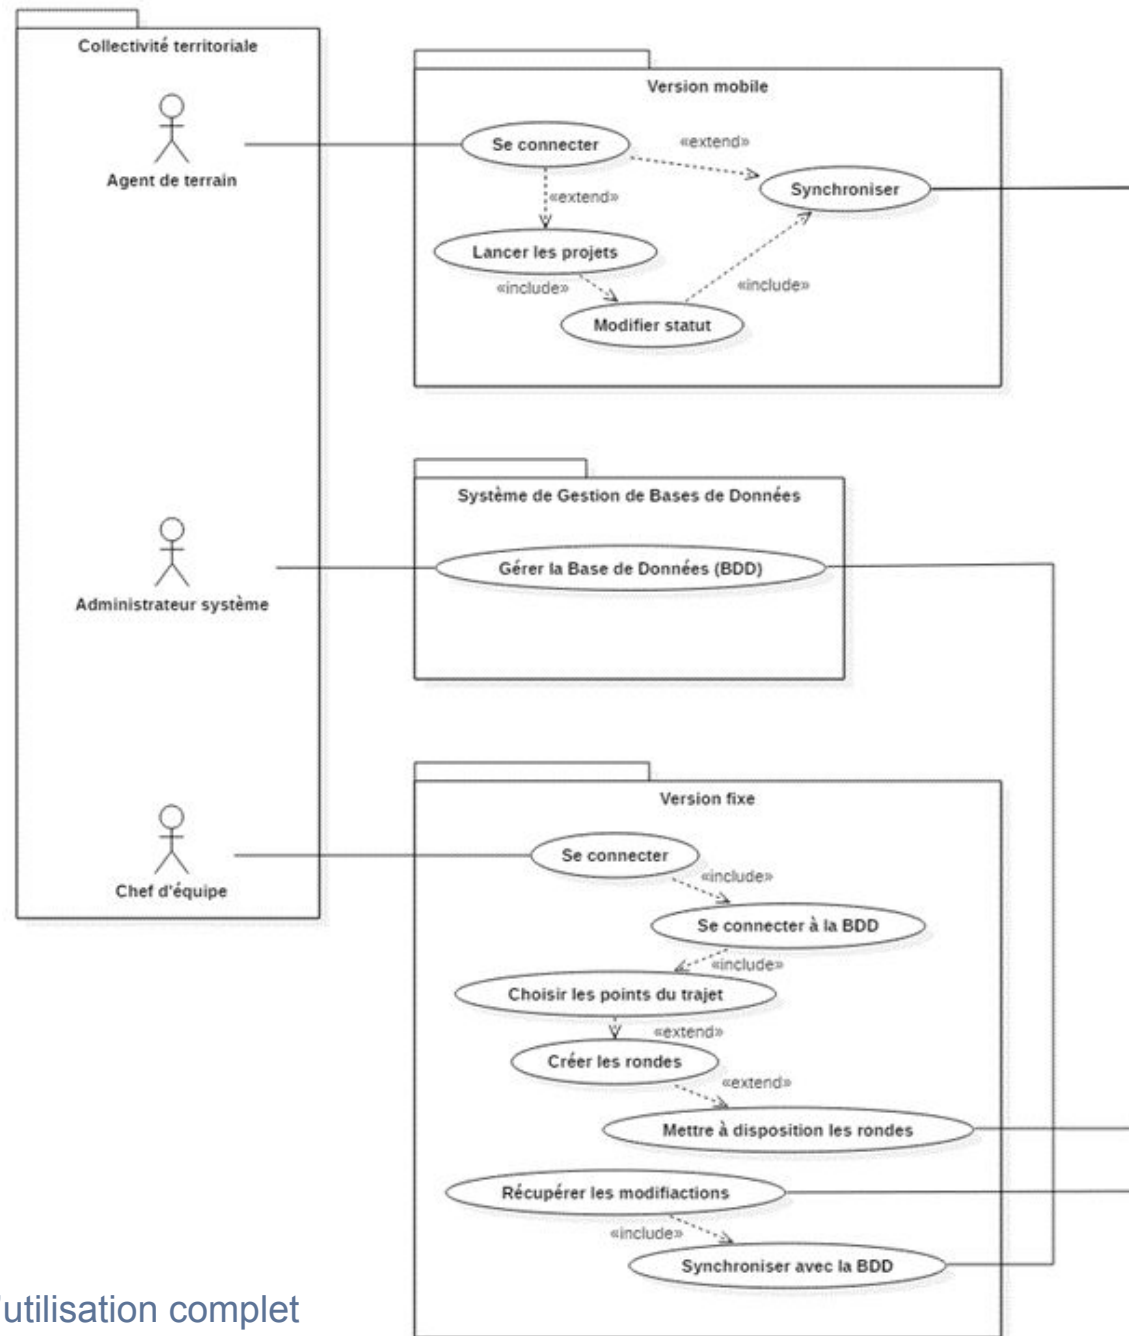 Collectivité territoriale
Agent de terrain
Administrateur système
Chef d'équipe
Version mobile
Se connecter
«extend»
Synchroniser
«extend»
Lancer les projets
«include»
«include»
Modifier statut
Système de Gestion de Bases de Données
Gérer la Base de Données (BDD)
Version fixe
Se connecter
«include»
Se connecter à la BDD
«include»
Choisir les points du trajet
«extend»
Créer les rondes
«extend»
Mettre à disposition les rondes
Récupérer les modifiactions
«include»
Synchroniser avec la BDD
'utilisation complet